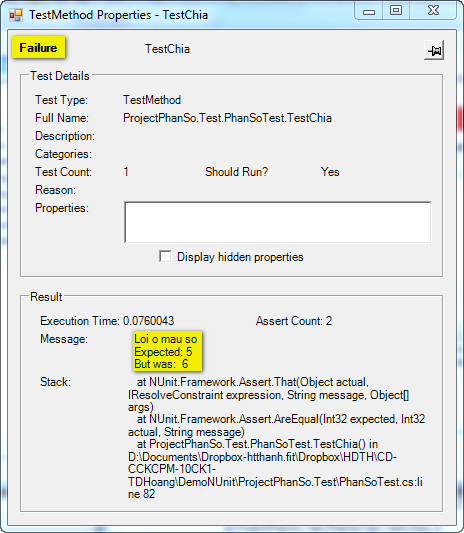 TestMethod Properties - TestChia
Failure
TestChia
Test Details
Test Type: TestMethod
Full Name: ProjectPhanSo.Test.PhanSoTest.TestChia
Description:
Categories:
Test Count: 1 Should Run? Yes
Reason:
Properties:
Display hidden properties
Result
Execution Time: 0.0760043 Assert Count: 2
Message: Loi o mau so
Expected: 5
But was: 6
Stack: at NUnit.Framework.Assert.That(Object actual,
IResolveConstraint expression, String message, Object[]
args)
at NUnit.Framework.Assert.AreEqual(Int32 expected, Int32
actual, String message)
at ProjectPhanSo.Test.PhanSoTest.TestChia() in
D:\Documents\Dropbox-htthanh.fit\Dropbox\HDTH\CD-
CCKCPM-10CK1-
TDHoang\DemoNUnit\ProjectPhanSo.Test\PhanSoTest.cs:li
ne 82